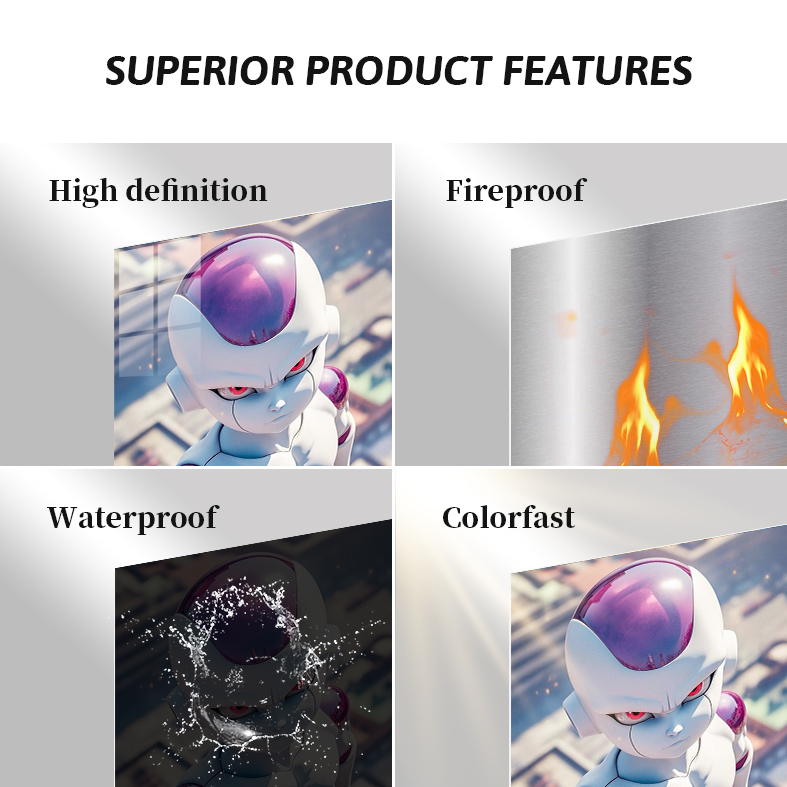 SUPERIOR PRODUCT FEATURES
High definition
Fireproof
Waterproof
Colorfast